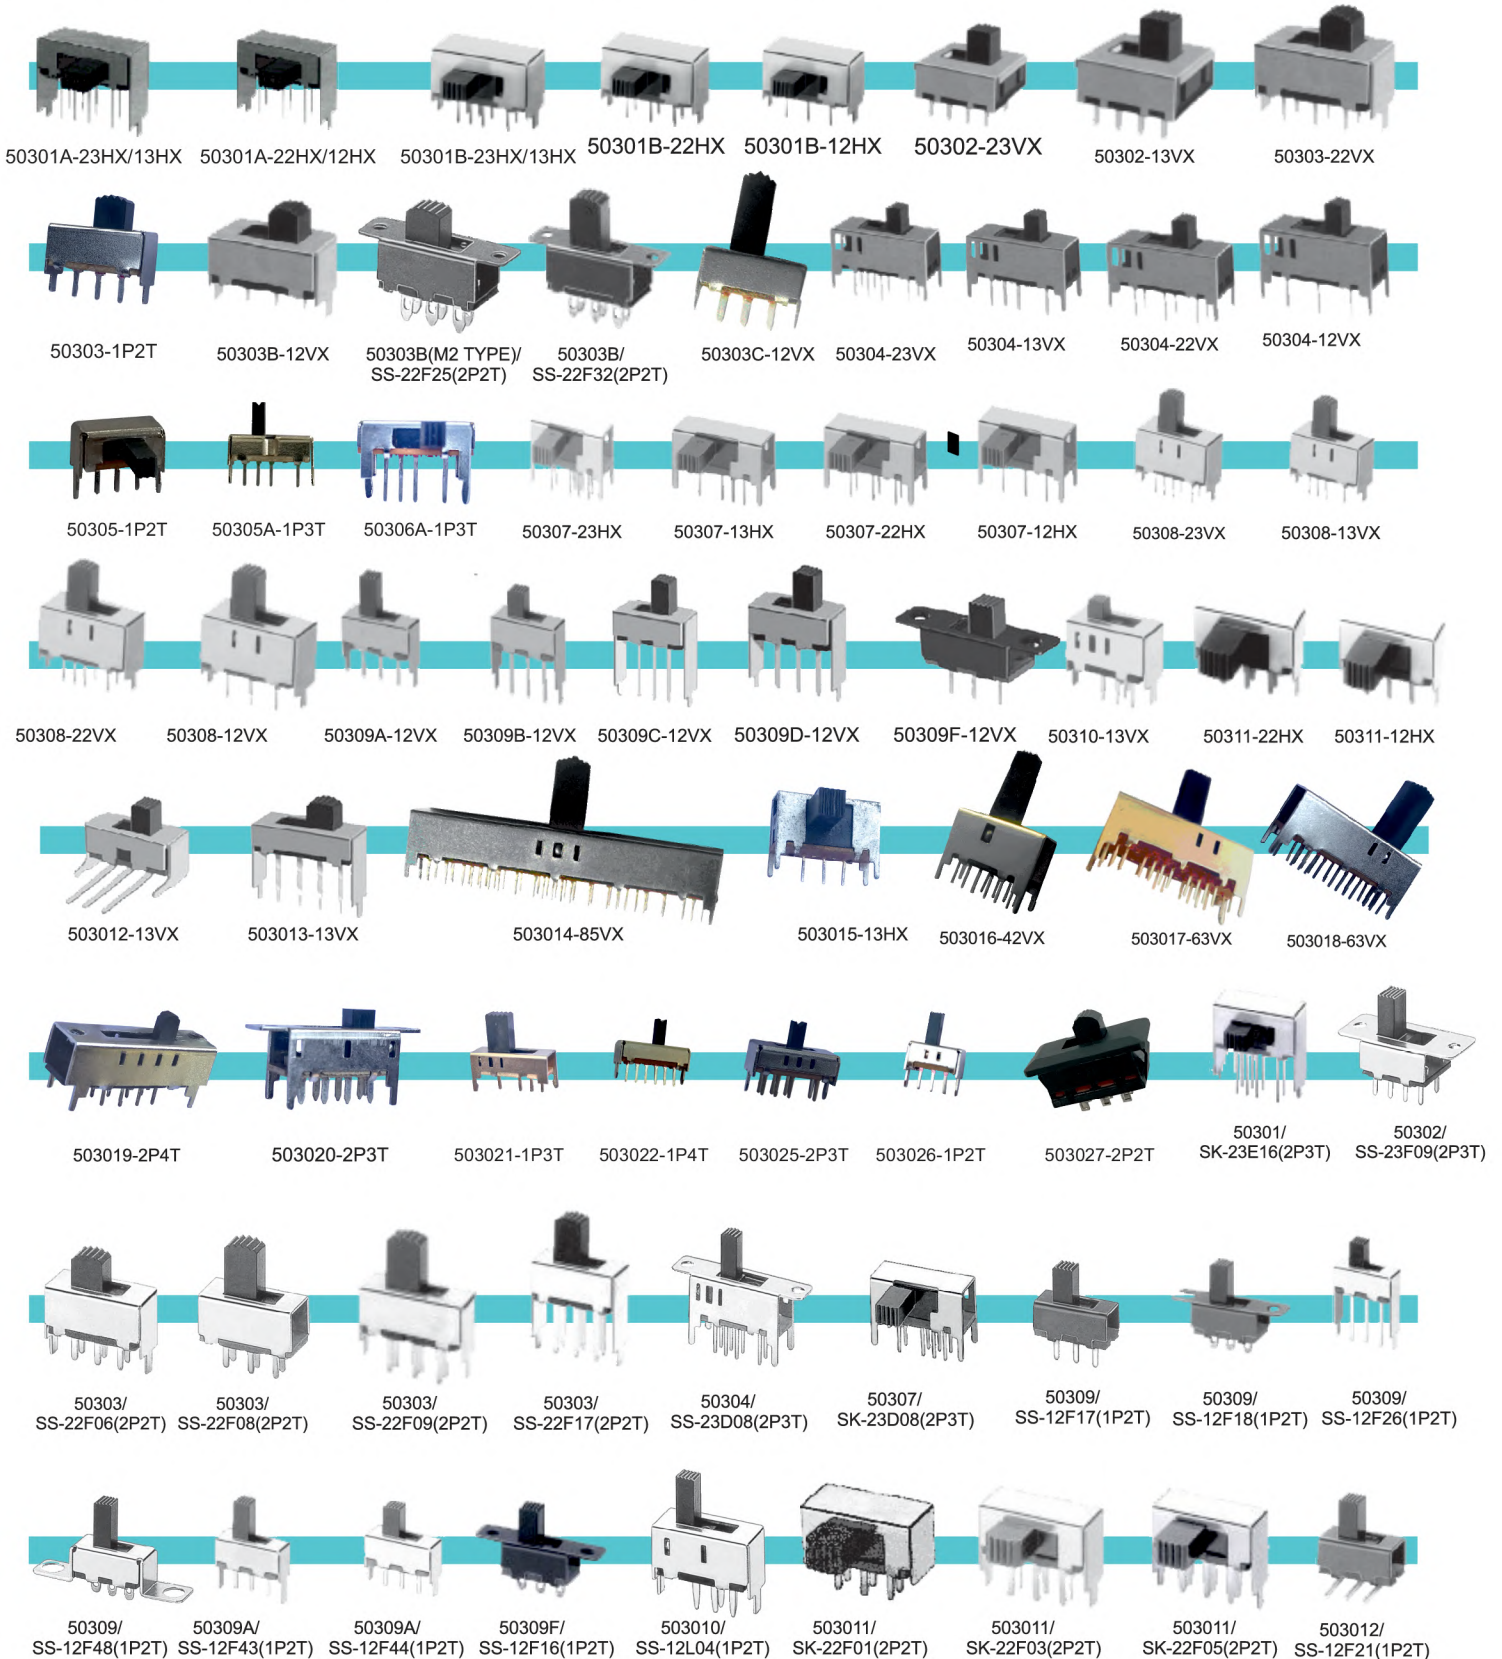 50301A-23HX/13HX
50301A-22HX/12HX
50301B-23HX/13HX
50301B-22HX
50301B-12HX
50302-23VX
50302-13VX
50303-22VX
50303-1P2T
50303B-12VX
50303B(M2 TYPE)/
SS-22F25(2P2T)
50303B/
SS-22F32(2P2T)
50303C-12VX
50304-23VX
50304-13VX
50304-22VX
50304-12VX
50305-1P2T
50305A-1P3T
50306A-1P3T
50307-23HX
50307-13HX
50307-22HX
50307-12HX
50308-23VX
50308-13VX
50308-22VX
50308-12VX
50309A-12VX
50309B-12VX
50309C-12VX
50309D-12VX
50309F-12VX
50310-13VX
50311-22HX
50311-12HX
503012-13VX
503013-13VX
503014-85VX
503015-13HX
503016-42VX
503017-63VX
503018-63VX
503019-2P4T
503020-2P3T
503021-1P3T
503022-1P4T
503025-2P3T
503026-1P2T
503027-2P2T
50301/
SK-23E16(2P3T)
50302/
SS-23F09(2P3T)
50303/
SS-22F06(2P2T)
50303/
SS-22F08(2P2T)
50303/
SS-22F09(2P2T)
50303/
SS-22F17(2P2T)
50304/
SS-23D08(2P3T)
50307/
SK-23D08(2P3T)
50309/
SS-12F17(1P2T)
50309/
SS-12F18(1P2T)
50309/
SS-12F26(1P2T)
50309/
SS-12F48(1P2T)
50309A/
SS-12F43(1P2T)
50309A/
SS-12F44(1P2T)
50309F/
SS-12F16(1P2T)
503010/
SS-12L04(1P2T)
503011/
SK-22F01(2P2T)
503011/
SK-22F03(2P2T)
503011/
SK-22F05(2P2T)
503012/
SS-12F21(1P2T)